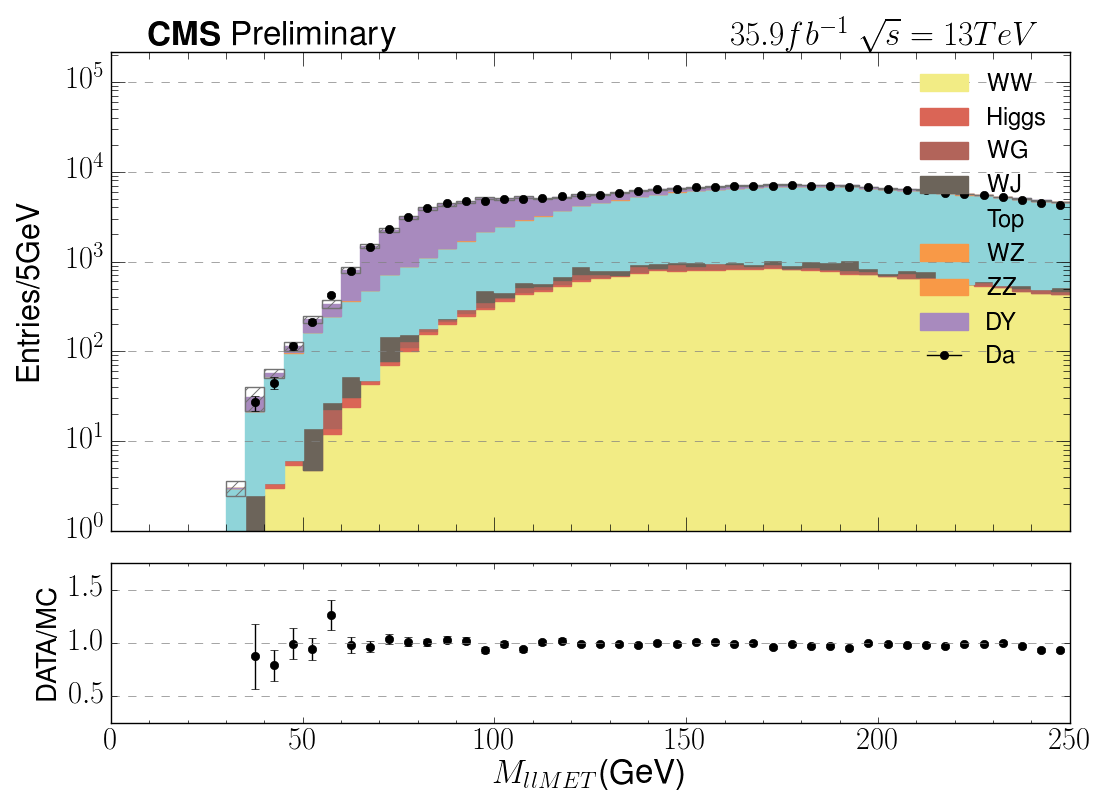 CMS Preliminary 35.9fb⁻¹ √s = 13TeV
Entries/5GeV
10⁵
10⁴
10³
10²
10¹
10⁰
WW
Higgs
WG
WJ
Top
WZ
ZZ
DY
Da
DATA/MC
1.5
1.0
0.5
0 50 100 150 200 250
M_{llMET}(GeV)